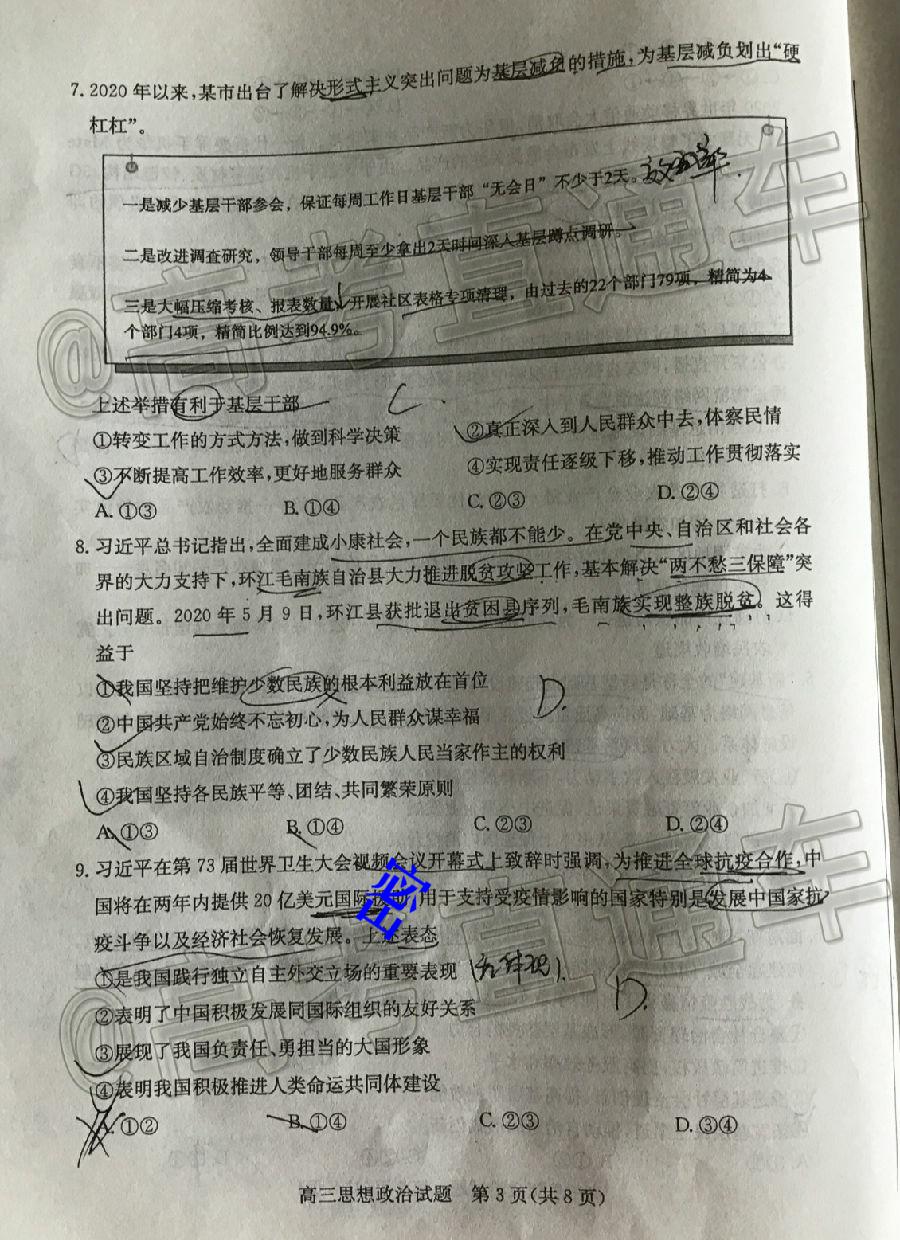 7. 2020年以来,某市出台了解决形式主义突出问题为基层减负的措施,为基层减负划出“硬
杠杠”。
一是减少基层干部参会,保证每周工作日基层干部“无会日”不少于2天。
二是改进调查研究,领导干部每周至少拿出2天时间深入基层蹲点调研。
三是大幅压缩考核、报表数量,开展社区表格专项清理,由过去的22个部门79项,精简为4
个部门4项,精简比例达到94.9%。
上述举措有利于基层干部
C.
①转变工作的方式方法,做到科学决策 ②真正深入到人民群众中去,体察民情
③不断提高工作效率,更好地服务群众 ④实现责任逐级下移,推动工作贯彻落实
A. ①③ B. ①④ C. ②③ D. ②④
8. 习近平总书记指出,全面建成小康社会,一个民族都不能少。在党中央、自治区和社会各
界的大力支持下,环江毛南族自治县大力推进脱贫攻坚工作,基本解决“两不愁三保障”突
出问题。2020年5月9日,环江县获批退出贫困县序列,毛南族实现整族脱贫。这得
益于
①我国坚持把维护少数民族的根本利益放在首位
D.
②中国共产党始终不忘初心,为人民群众谋幸福
③民族区域自治制度确立了少数民族人民当家作主的权利
④我国坚持各民族平等、团结、共同繁荣原则
A. ①③ B. ①④ C. ②③ D. ②④
9. 习近平在第73届世界卫生大会视频会议开幕式上致辞时强调,为推进全球抗疫合作,中
国将在两年内提供20亿美元国际援助,用于支持受疫情影响的国家特别是发展中国家抗
疫斗争以及经济社会恢复发展。上述表态
①是我国践行独立自主外交立场的重要表现 (无体现).
D.
②表明了中国积极发展同国际组织的友好关系
③展现了我国负责任、勇担当的大国形象
④表明我国积极推进人类命运共同体建设
A. ①② B. ①④ C. ②③ D. ③④
高三思想政治试题 第3页(共8页)
@高考直通车
@高考直通车
密